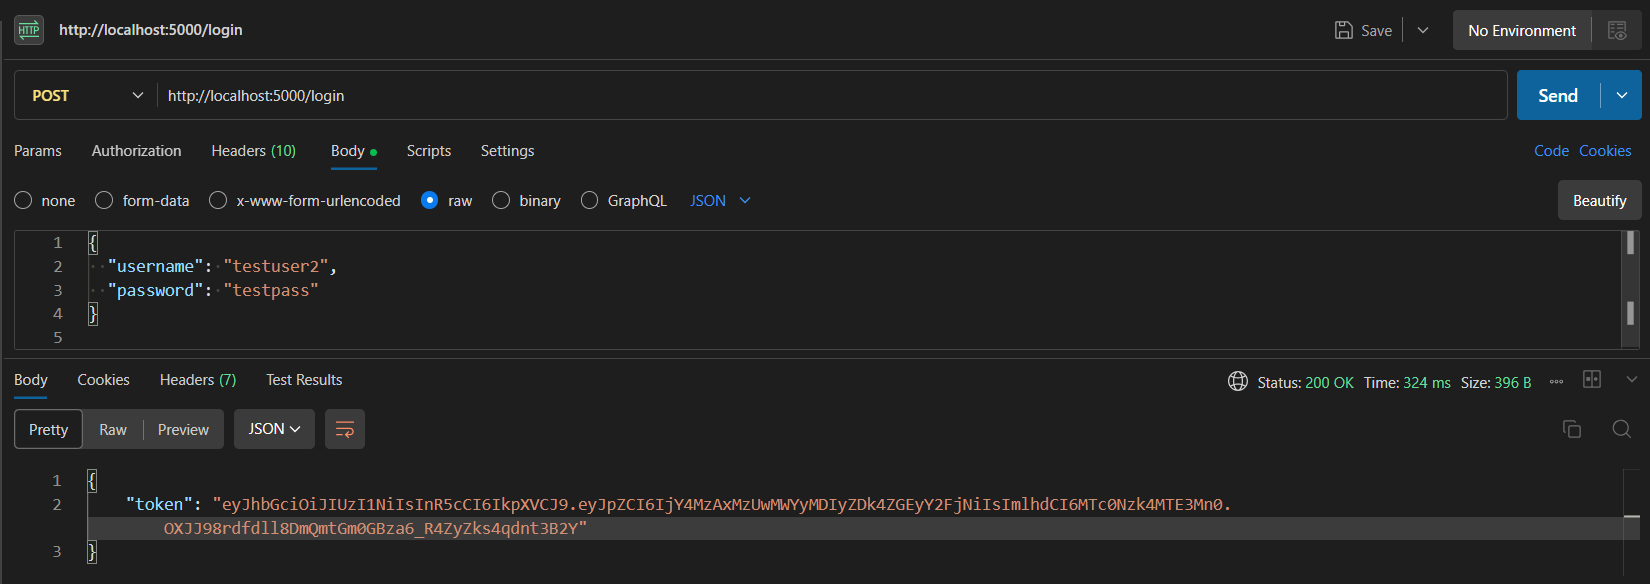 HTTP http://localhost:5000/login Save No Environment
POST http://localhost:5000/login Send
Params Authorization Headers (10) Body Scripts Settings Code Cookies
none form-data x-www-form-urlencoded raw binary GraphQL JSON Beautify
1 {
2 "username": "testuser2",
3 "password": "testpass"
4 }
5
Body Cookies Headers (7) Test Results Status: 200 OK Time: 324 ms Size: 396 B
Pretty Raw Preview JSON
1 {
2 "token": "eyJhbGciOiJIUzI1NiIsInR5cCI6IkpXVCJ9.eyJpZCI6IjY4MzAxMzUwMWYyMDIyZDk4ZGEyY2FjNiIsImlhdCI6MTc0Nzk4MTE3Mn0.
OXJJ98rdfdll8DmQmtGm0GBza6_R4ZyZks4qdnt3B2Y"
3 }